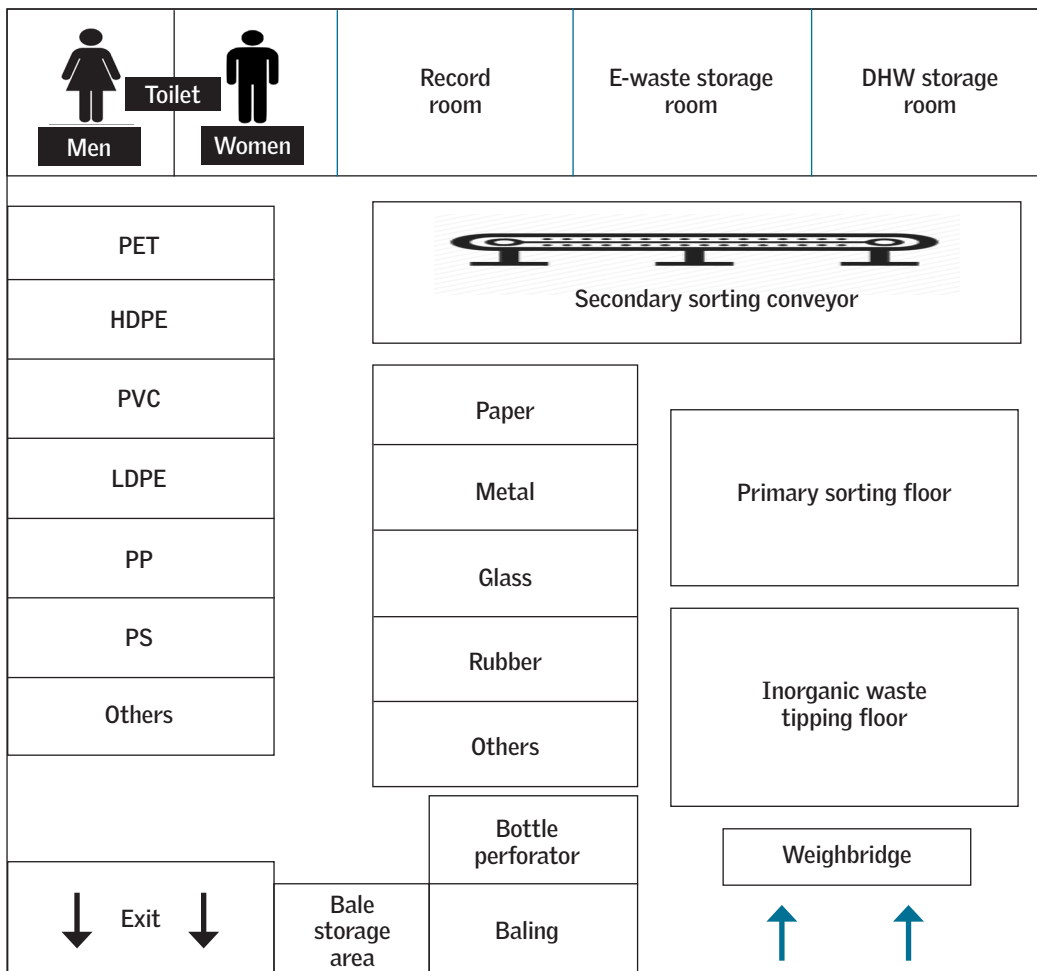 Toilet
Men
Women
Record
room
E-waste storage
room
DHW storage
room
PET
HDPE
PVC
LDPE
PP
PS
Others
Secondary sorting conveyor
Paper
Metal
Glass
Rubber
Others
Primary sorting floor
Inorganic waste
tipping floor
Bottle
perforator
Weighbridge
Exit
Bale
storage
area
Baling